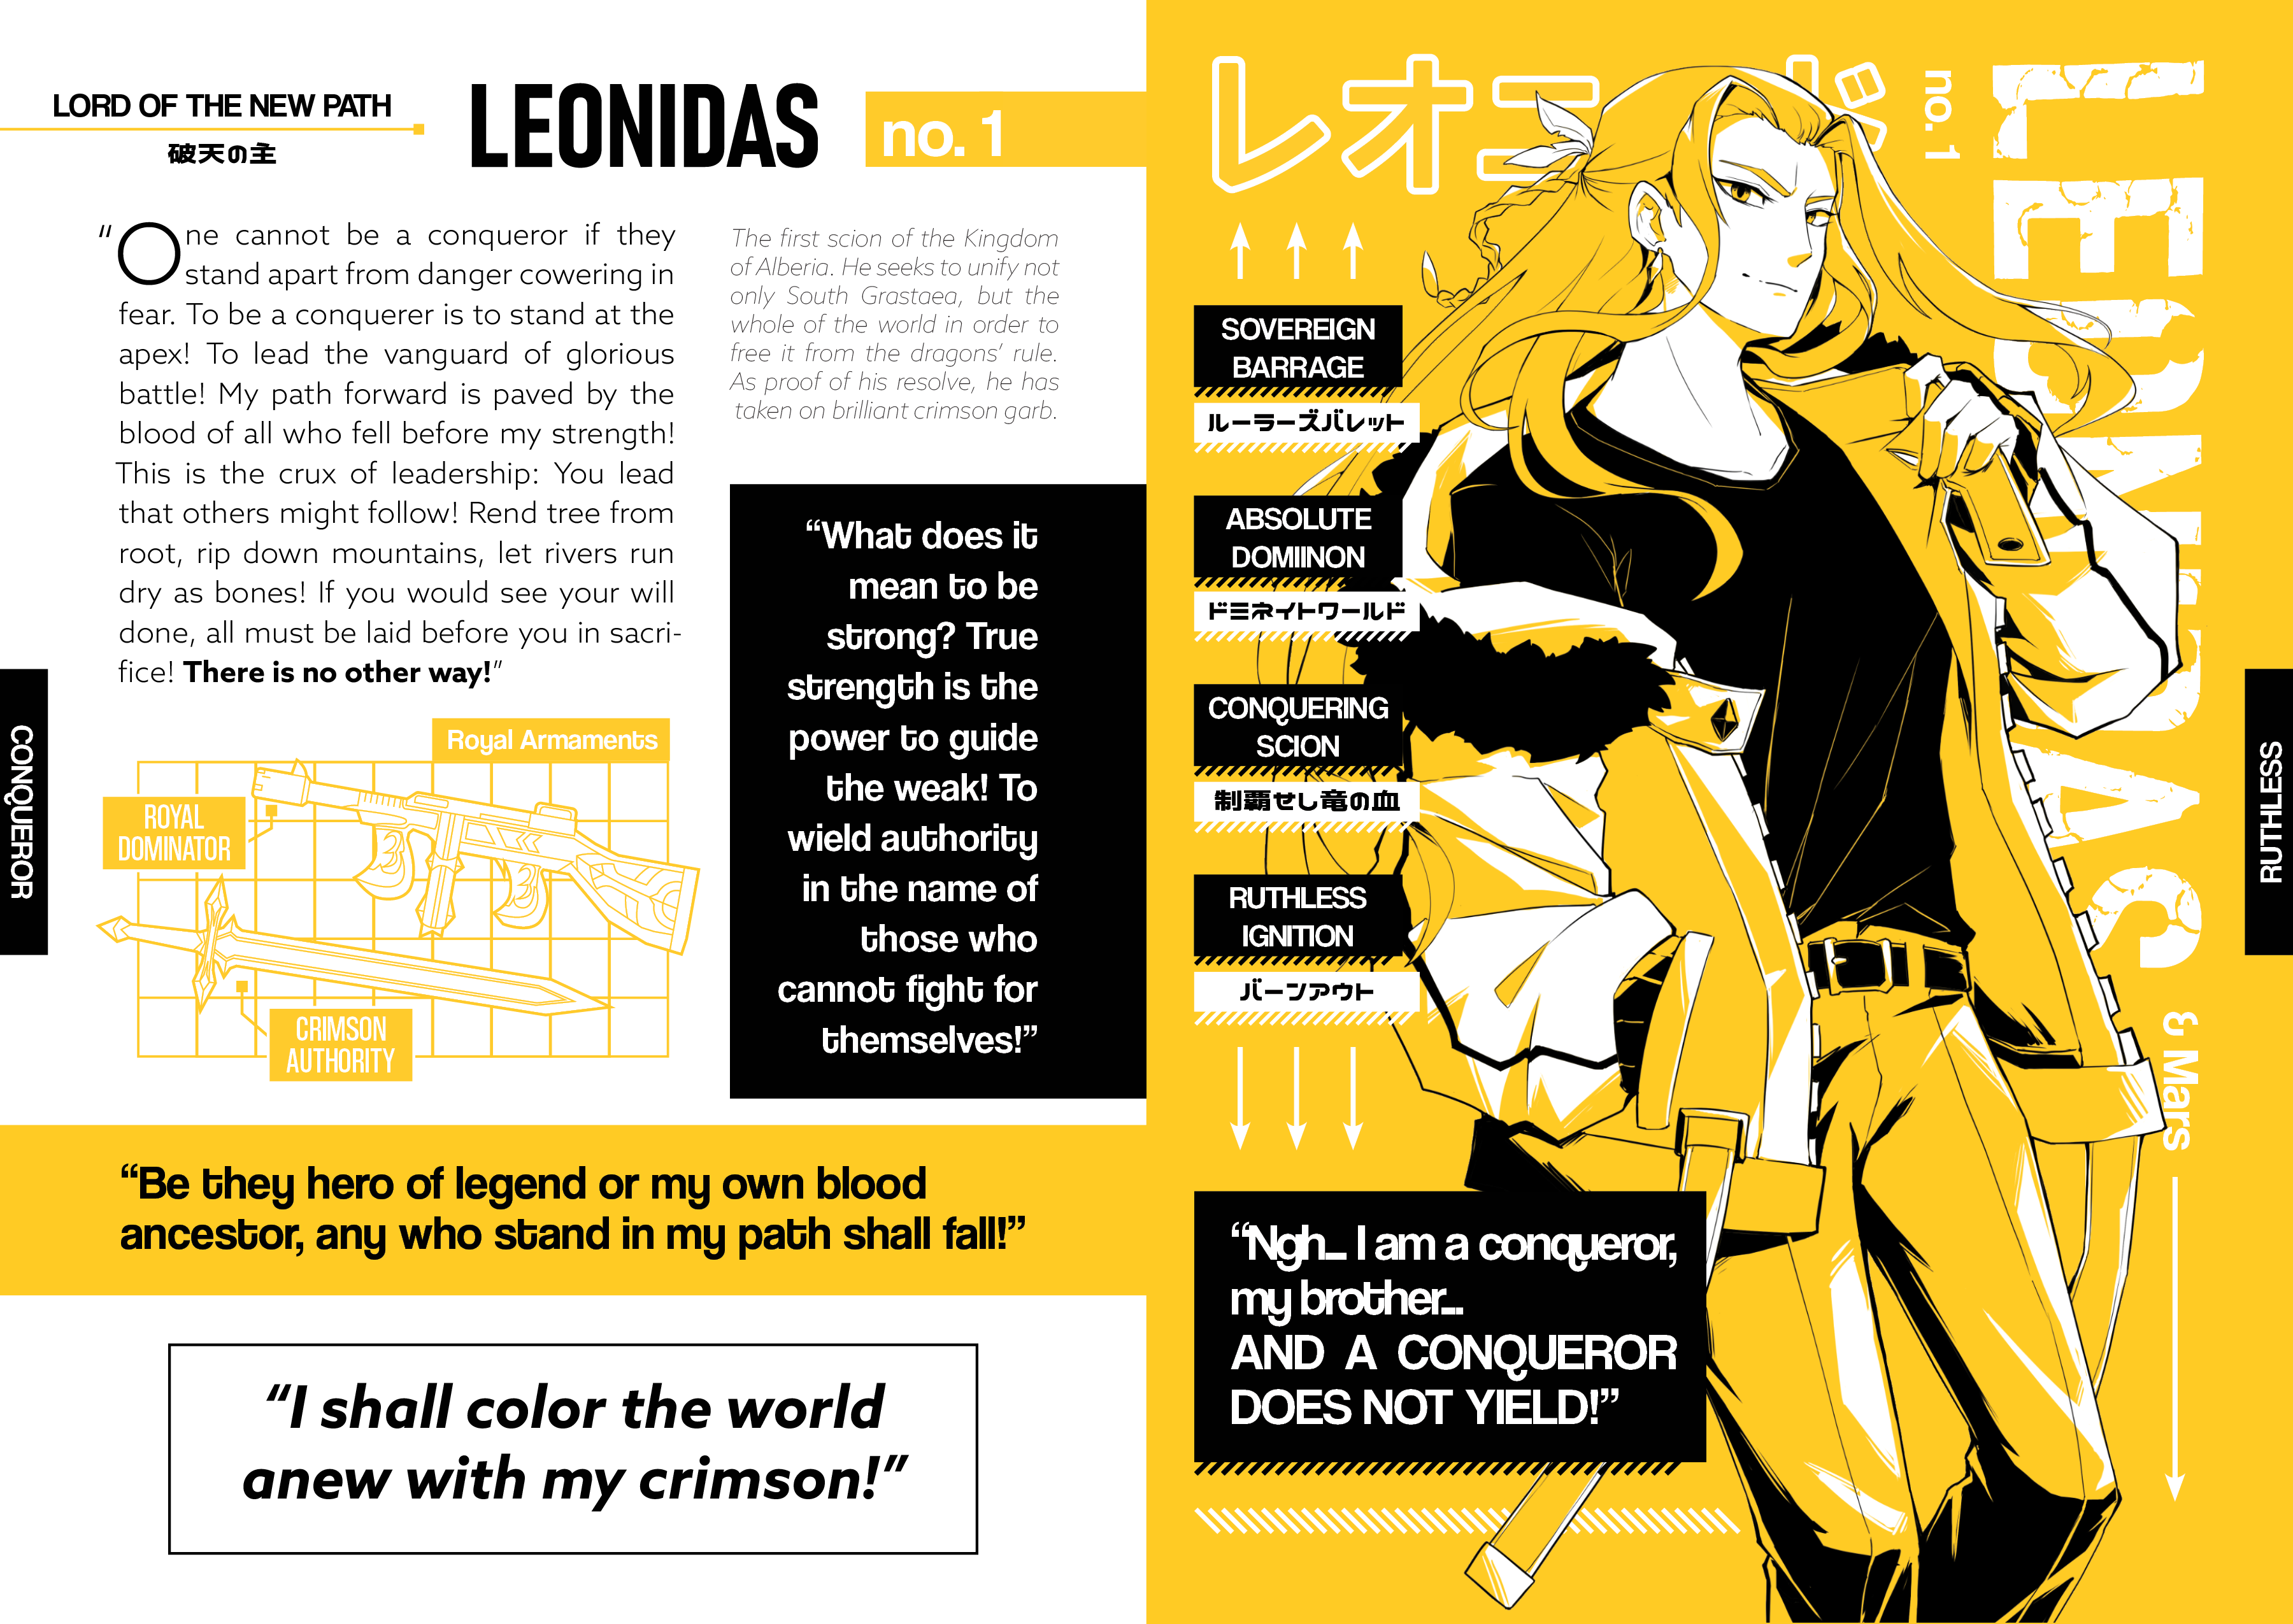 LORD OF THE NEW PATH
破天の主
LEONIDAS
no. 1
“One cannot be a conqueror if they
stand apart from danger cowering in
fear. To be a conquerer is to stand at the
apex! To lead the vanguard of glorious
battle! My path forward is paved by the
blood of all who fell before my strength!
This is the crux of leadership: You lead
that others might follow! Rend tree from
root, rip down mountains, let rivers run
dry as bones! If you would see your will
done, all must be laid before you in sacri-
fice! There is no other way!”
The first scion of the Kingdom
of Alberia. He seeks to unify not
only South Grastaea, but the
whole of the world in order to
free it from the dragons’ rule.
As proof of his resolve, he has
taken on brilliant crimson garb.
“What does it
mean to be
strong? True
strength is the
power to guide
the weak! To
wield authority
in the name of
those who
cannot fight for
themselves!”
CONQUEROR
Royal Armaments
ROYAL
DOMINATOR
CRIMSON
AUTHORITY
“Be they hero of legend or my own blood
ancestor, any who stand in my path shall fall!”
“I shall color the world
anew with my crimson!”
レオニ
no. 1
LEONIDAS
& Mars
SOVEREIGN
BARRAGE
ルーラーズバレット
ABSOLUTE
DOMIINON
ドミネイトワールド
CONQUERING
SCION
制覇せし竜の血
RUTHLESS
IGNITION
バーンアウト
RUTHLESS
“Ngh... I am a conqueror,
my brother...
AND A CONQUEROR
DOES NOT YIELD!”